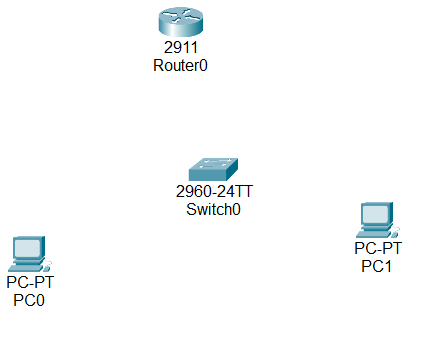 2911
Router0
2960-24TT
Switch0
PC-PT
PC1
PC-PT
PC0